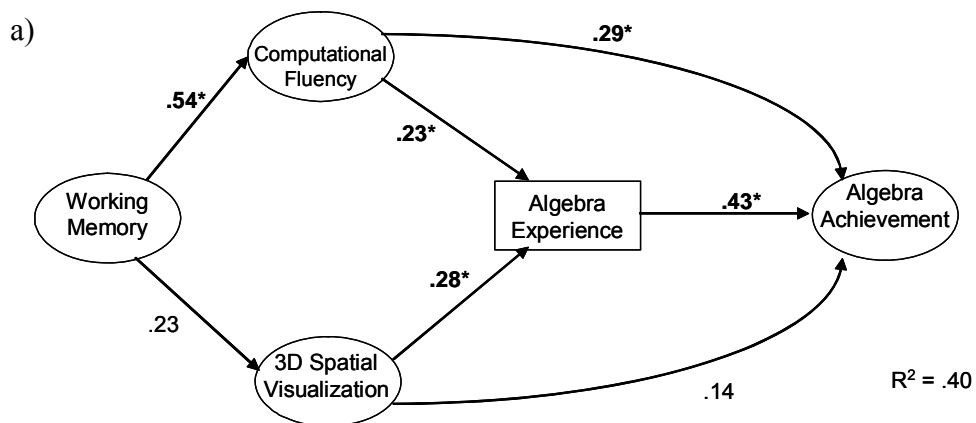 a)
Computational
Fluency
.29*
.54*
.23*
Working
Memory
Algebra
Experience
.43*
Algebra
Achievement
.28*
.23
3D Spatial
Visualization
.14
R² = .40